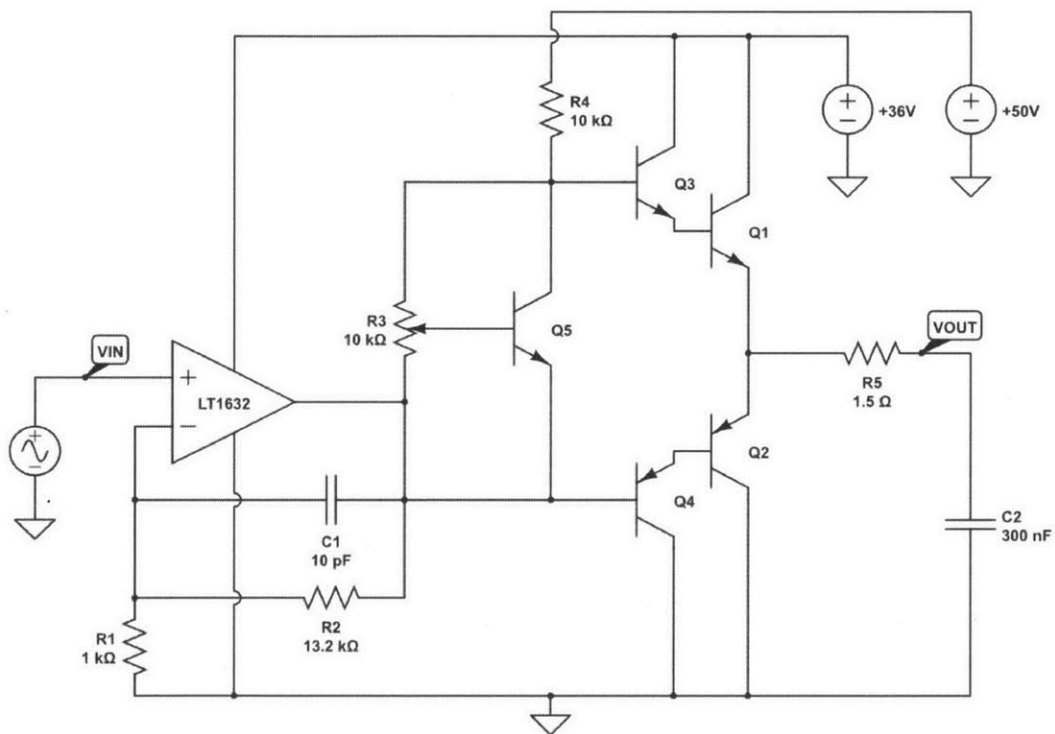 R4
10 kΩ
+36V
+50V
Q3
Q1
R3
10 kΩ
Q5
VIN
VOUT
+
LT1632
−
R5
1.5 Ω
Q2
Q4
C1
10 pF
C2
300 nF
R2
13.2 kΩ
R1
1 kΩ